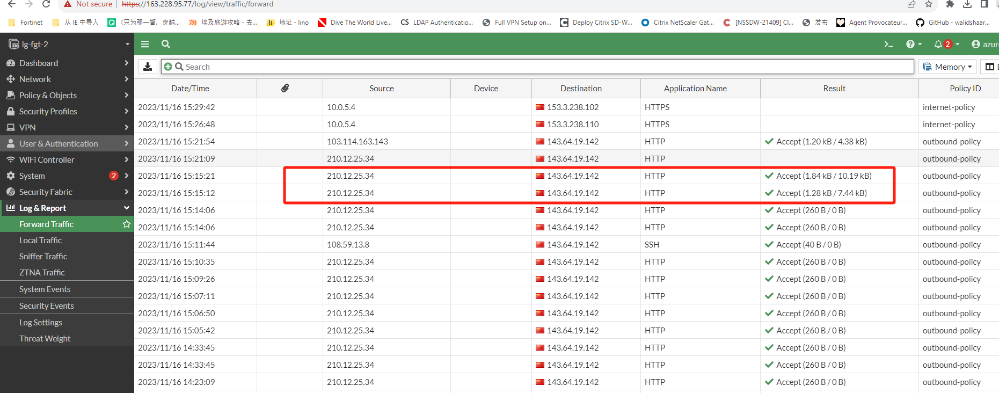 Not secure https://163.228.95.77/log/view/traffic/forward
Fortinet 从 IE 中导入 《只为那一瞥，穿越... 埃及旅游攻略 - 去... 地址 - lino Dive The World Live... CS LDAP Authenticatio... Full VPN Setup on... Deploy Citrix SD-W... Citrix NetScaler Gat... [NSSDW-21409] Cl... 发布 Agent Provocateur... GitHub - walidshaar...
lg-fgt-2 2 azur
Dashboard
Network
Policy & Objects
Security Profiles
VPN
User & Authentication
WiFi Controller
System 2
Security Fabric
Log & Report
Forward Traffic
Local Traffic
Sniffer Traffic
ZTNA Traffic
System Events
Security Events
Log Settings
Threat Weight
Search Memory
Date/Time Source Device Destination Application Name Result Policy ID
2023/11/16 15:29:42 10.0.5.4 153.3.238.102 HTTPS internet-policy
2023/11/16 15:26:48 10.0.5.4 153.3.238.110 HTTPS internet-policy
2023/11/16 15:21:54 103.114.163.143 143.64.19.142 HTTP Accept (1.20 kB / 4.38 kB) outbound-policy
2023/11/16 15:21:09 210.12.25.34 143.64.19.142 HTTP outbound-policy
2023/11/16 15:15:21 210.12.25.34 143.64.19.142 HTTP Accept (1.84 kB / 10.19 kB) outbound-policy
2023/11/16 15:15:12 210.12.25.34 143.64.19.142 HTTP Accept (1.28 kB / 7.44 kB) outbound-policy
2023/11/16 15:14:06 210.12.25.34 143.64.19.142 HTTP Accept (260 B / 0 B) outbound-policy
2023/11/16 15:14:06 210.12.25.34 143.64.19.142 HTTP Accept (260 B / 0 B) outbound-policy
2023/11/16 15:11:44 108.59.13.8 143.64.19.142 SSH Accept (40 B / 0 B) outbound-policy
2023/11/16 15:10:35 210.12.25.34 143.64.19.142 HTTP Accept (260 B / 0 B) outbound-policy
2023/11/16 15:09:26 210.12.25.34 143.64.19.142 HTTP Accept (260 B / 0 B) outbound-policy
2023/11/16 15:07:11 210.12.25.34 143.64.19.142 HTTP Accept (260 B / 0 B) outbound-policy
2023/11/16 15:06:50 210.12.25.34 143.64.19.142 HTTP Accept (260 B / 0 B) outbound-policy
2023/11/16 15:05:42 210.12.25.34 143.64.19.142 HTTP Accept (260 B / 0 B) outbound-policy
2023/11/16 14:33:45 210.12.25.34 143.64.19.142 HTTP Accept (260 B / 0 B) outbound-policy
2023/11/16 14:33:45 210.12.25.34 143.64.19.142 HTTP Accept (260 B / 0 B) outbound-policy
2023/11/16 14:23:09 210.12.25.34 143.64.19.142 HTTP Accept (260 B / 0 B) outbound-policy